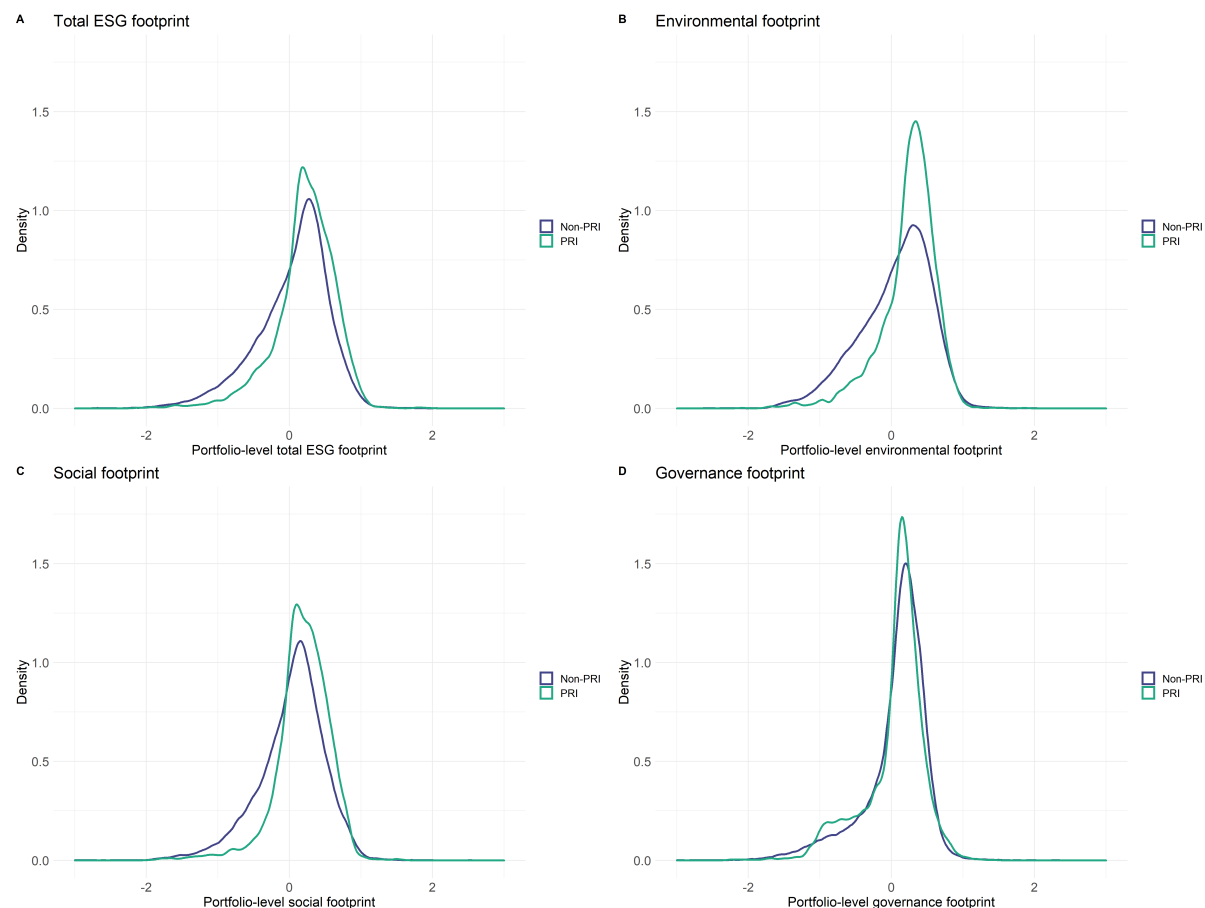 A Total ESG footprint
1.5
1.0
0.5
0.0
Density
-2 0 2
Portfolio-level total ESG footprint
Non-PRI
PRI
B Environmental footprint
1.5
1.0
0.5
0.0
Density
-2 0 2
Portfolio-level environmental footprint
Non-PRI
PRI
C Social footprint
1.5
1.0
0.5
0.0
Density
-2 0 2
Portfolio-level social footprint
Non-PRI
PRI
D Governance footprint
1.5
1.0
0.5
0.0
Density
-2 0 2
Portfolio-level governance footprint
Non-PRI
PRI